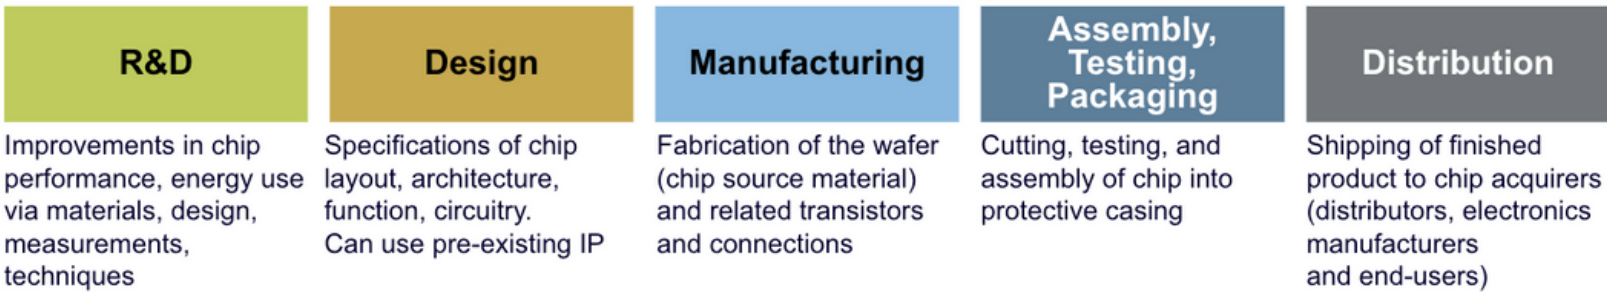 R&D
Improvements in chip
performance, energy use
via materials, design,
measurements,
techniques
Design
Specifications of chip
layout, architecture,
function, circuitry.
Can use pre-existing IP
Manufacturing
Fabrication of the wafer
(chip source material)
and related transistors
and connections
Assembly,
Testing,
Packaging
Cutting, testing, and
assembly of chip into
protective casing
Distribution
Shipping of finished
product to chip acquirers
(distributors, electronics
manufacturers
and end-users)